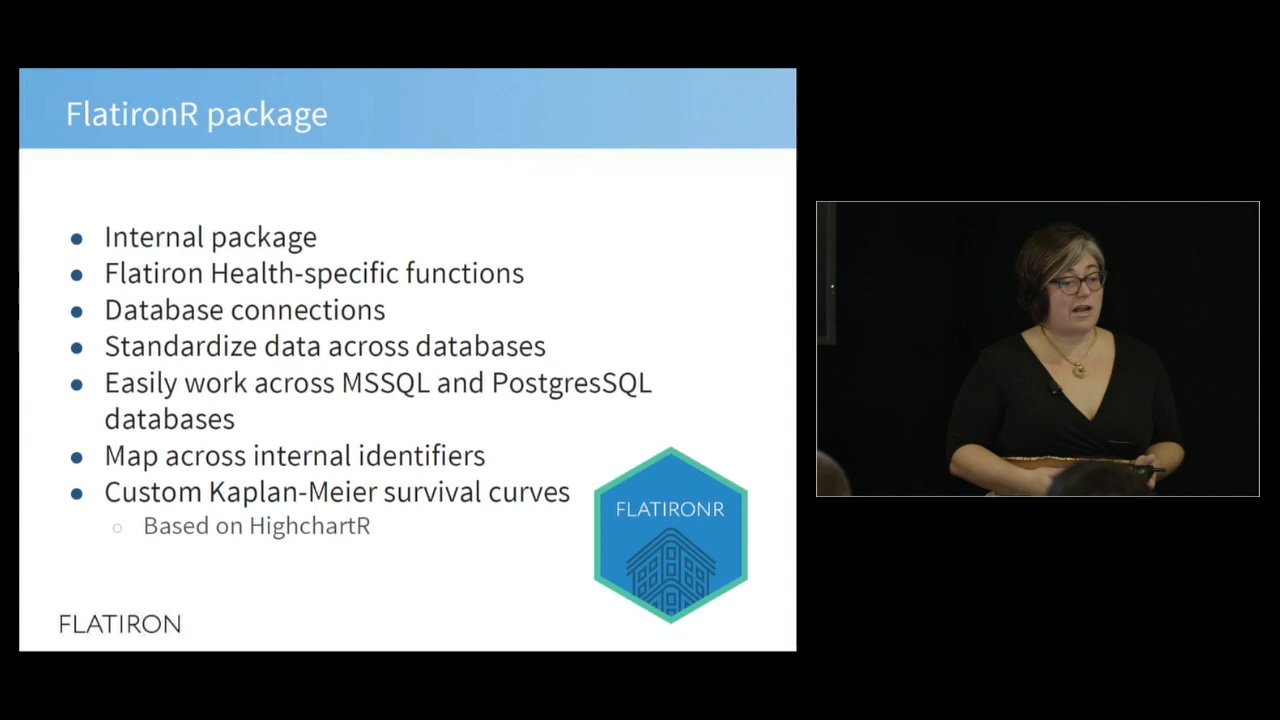 FlatironR package
● Internal package
● Flatiron Health-specific functions
● Database connections
● Standardize data across databases
● Easily work across MSSQL and PostgresSQL
databases
● Map across internal identifiers
● Custom Kaplan-Meier survival curves
○ Based on HighchartR
FLATIRONR
FLATIRON